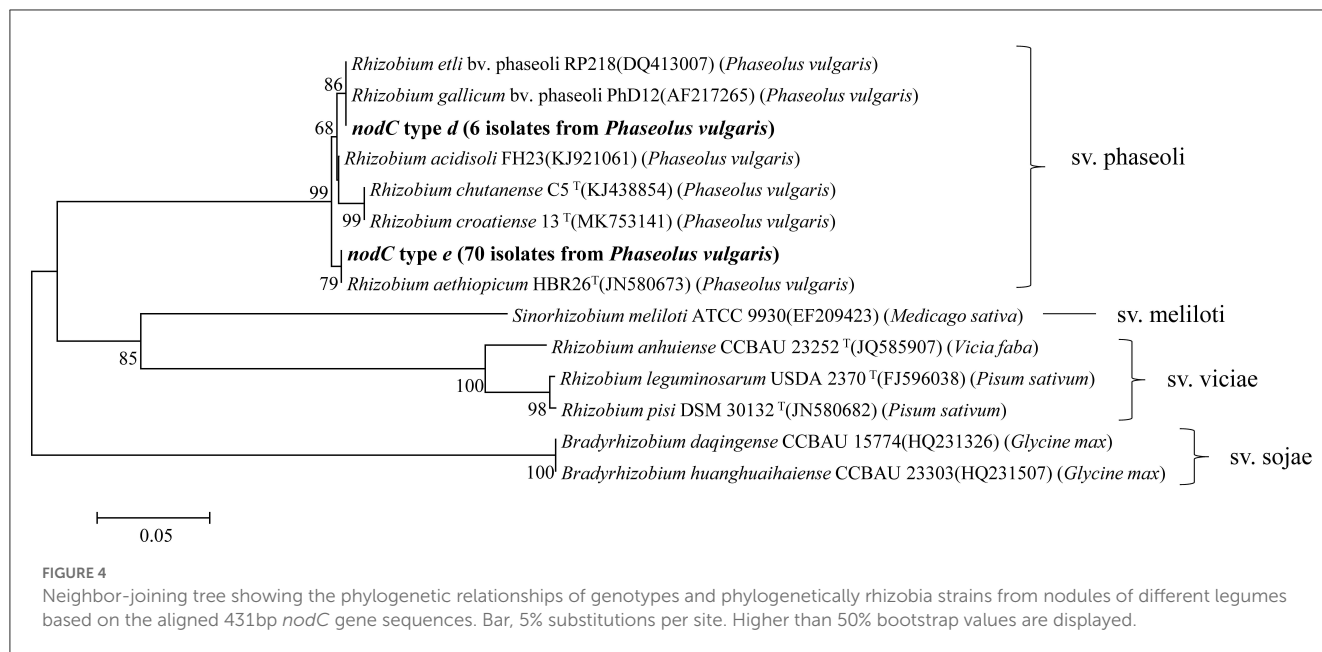 86
Rhizobium etli bv. phaseoli RP218(DQ413007) (Phaseolus vulgaris)
Rhizobium gallicum bv. phaseoli PhD12(AF217265) (Phaseolus vulgaris)
68
nodC type d (6 isolates from Phaseolus vulgaris)
Rhizobium acidisoli FH23(KJ921061) (Phaseolus vulgaris)
sv. phaseoli
99
Rhizobium chutanense C5 T(KJ438854) (Phaseolus vulgaris)
99
Rhizobium croatiense 13 T(MK753141) (Phaseolus vulgaris)
nodC type e (70 isolates from Phaseolus vulgaris)
79
Rhizobium aethiopicum HBR26T(JN580673) (Phaseolus vulgaris)
Sinorhizobium meliloti ATCC 9930(EF209423) (Medicago sativa)
sv. meliloti
85
Rhizobium anhuiense CCBAU 23252 T(JQ585907) (Vicia faba)
100
Rhizobium leguminosarum USDA 2370 T(FJ596038) (Pisum sativum)
sv. viciae
98
Rhizobium pisi DSM 30132 T(JN580682) (Pisum sativum)
Bradyrhizobium daqingense CCBAU 15774(HQ231326) (Glycine max)
sv. sojae
100
Bradyrhizobium huanghuaihaiense CCBAU 23303(HQ231507) (Glycine max)
0.05
FIGURE 4
Neighbor-joining tree showing the phylogenetic relationships of genotypes and phylogenetically rhizobia strains from nodules of different legumes
based on the aligned 431bp nodC gene sequences. Bar, 5% substitutions per site. Higher than 50% bootstrap values are displayed.